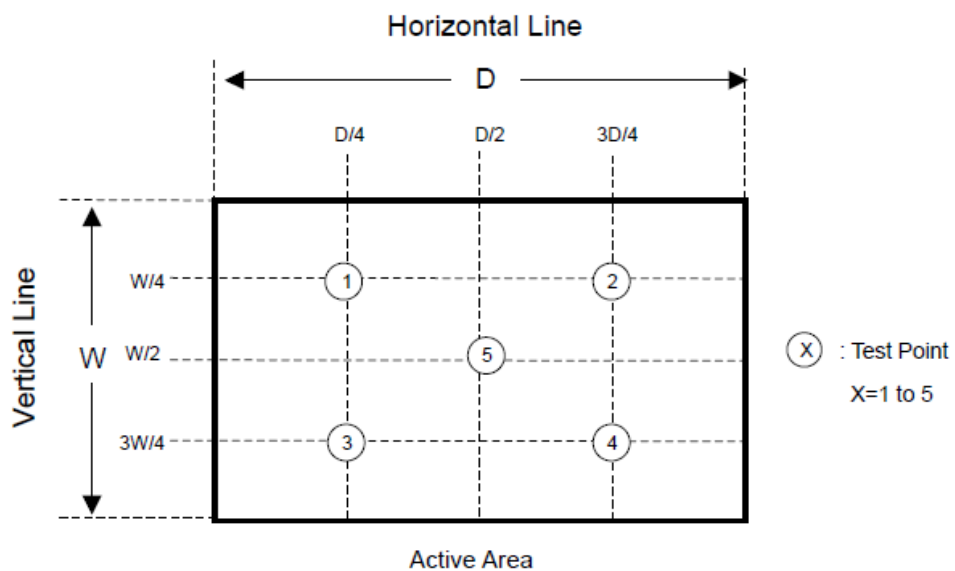 Horizontal Line
D
D/4 D/2 3D/4
Vertical Line
W
W/4
1 2
W/2
5
X : Test Point
X=1 to 5
3W/4
3 4
Active Area